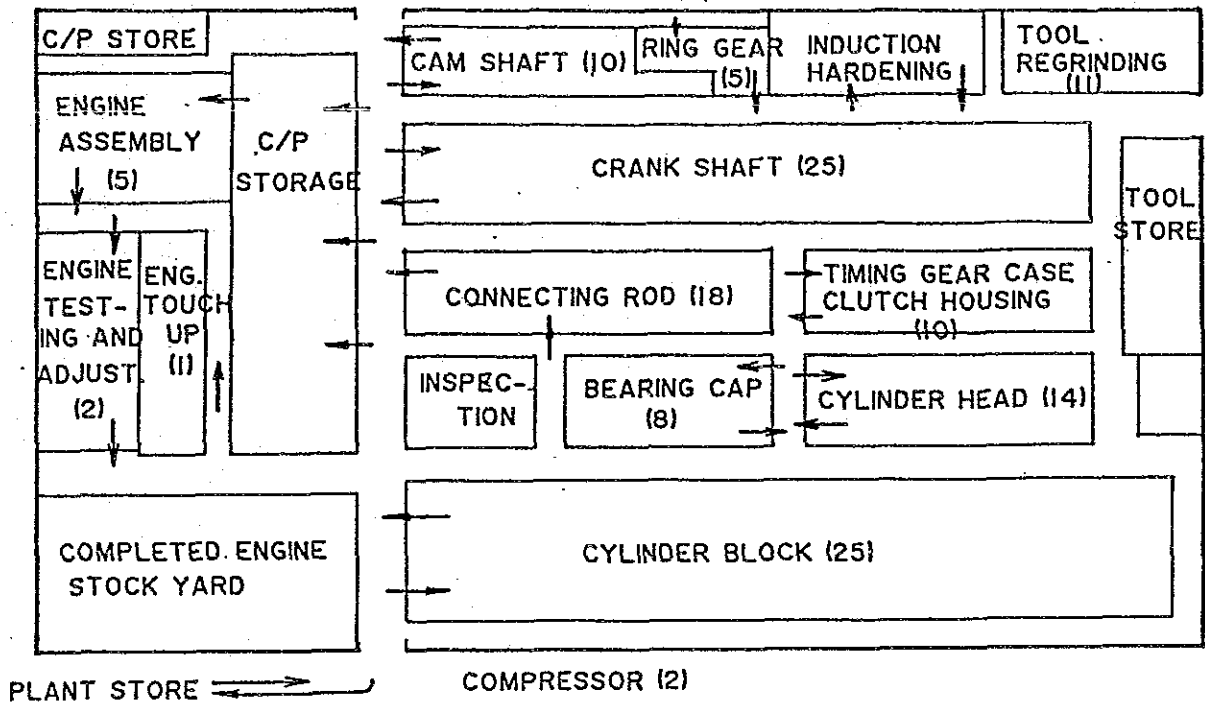 C/P STORE
ENGINE
ASSEMBLY
(5)
C/P
STORAGE
ENGINE
TEST-
ING AND
ADJUST.
(2)
ENG.
TOUCH
UP
(1)
COMPLETED ENGINE
STOCK YARD
PLANT STORE
CAM SHAFT (10)
RING GEAR
(5)
INDUCTION
HARDENING
TOOL
REGRINDING
(11)
CRANK SHAFT (25)
TOOL
STORE
CONNECTING ROD (18)
TIMING GEAR CASE
CLUTCH HOUSING
(10)
INSPEC-
TION
BEARING CAP
(8)
CYLINDER HEAD (14)
CYLINDER BLOCK (25)
COMPRESSOR (2)